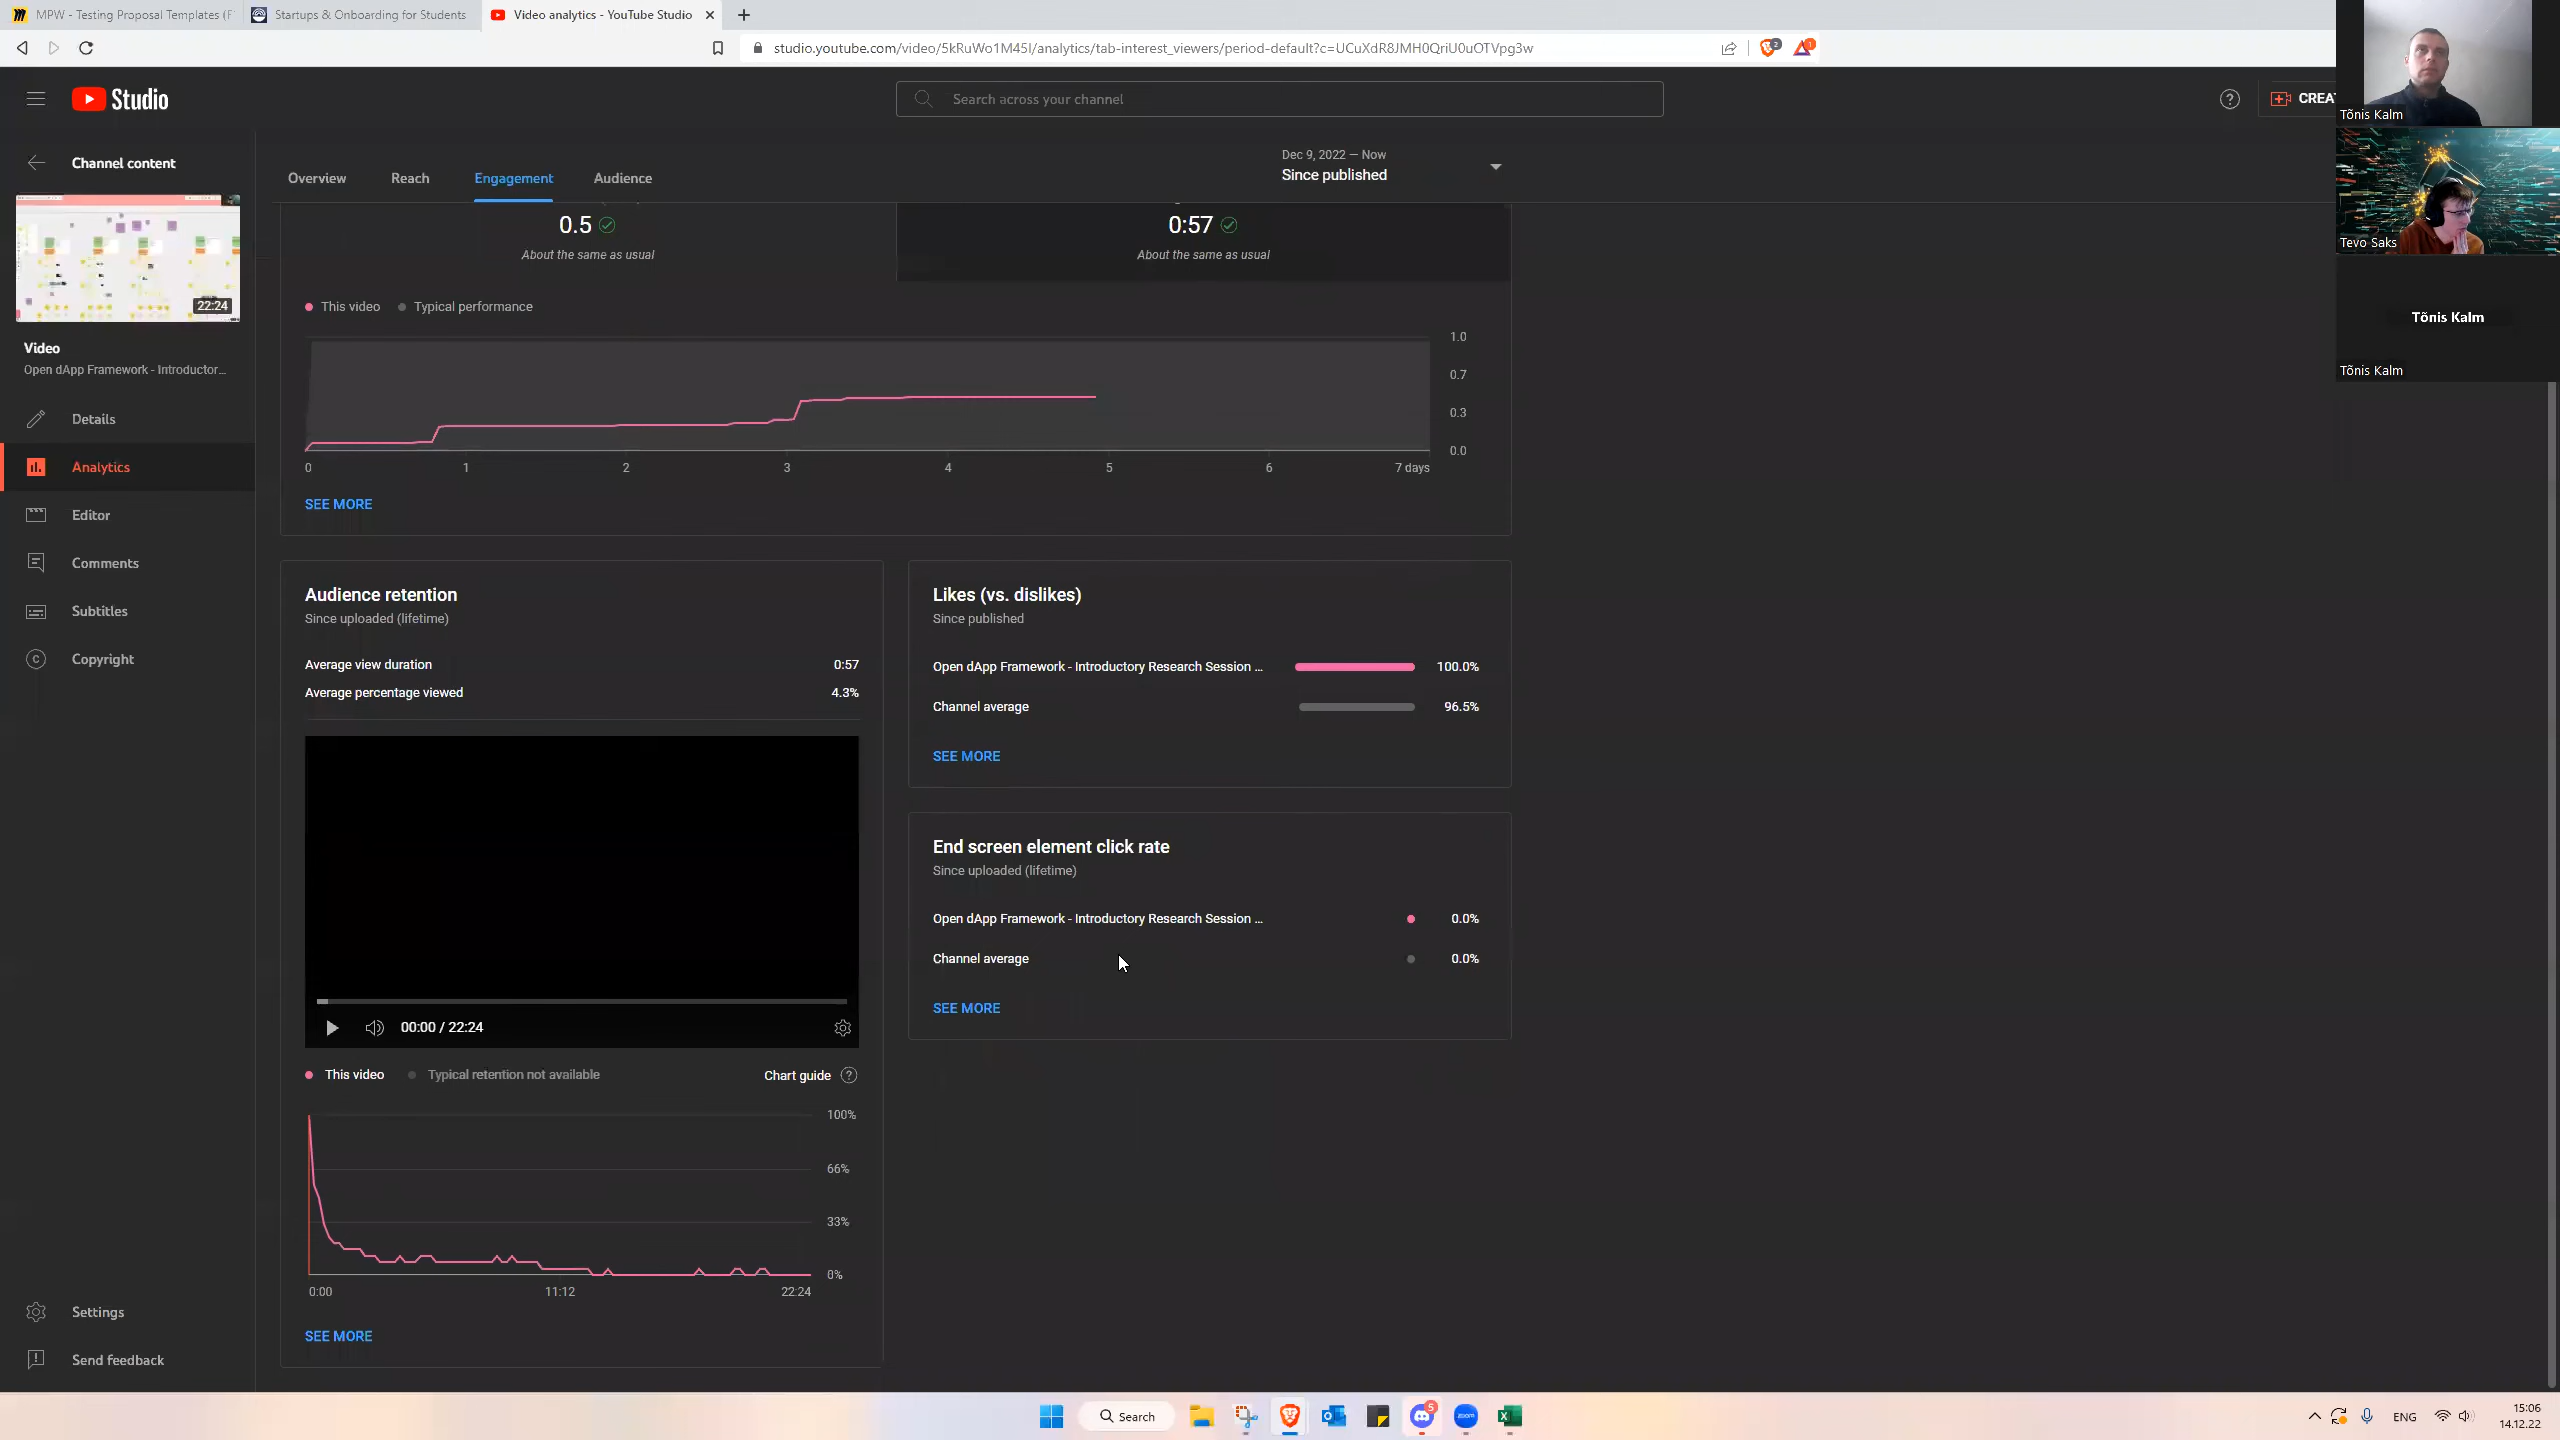 MPW - Testing Proposal Templates (F
Startups & Onboarding for Students
Video analytics - YouTube Studio
studio.youtube.com/video/5kRuWo1M45I/analytics/tab-interest_viewers/period-default?c=UCuXdR8JMH0QriU0uOTVpg3w
2
1
Studio
Search across your channel
CREAT
Tõnis Kalm
Tevo Saks
Tõnis Kalm
Tõnis Kalm
Channel content
22:24
Video
Open dApp Framework - Introductor...
Details
Analytics
Editor
Comments
Subtitles
Copyright
Settings
Send feedback
Overview
Reach
Engagement
Audience
Dec 9, 2022 – Now
Since published
0.5
About the same as usual
0:57
About the same as usual
This video
Typical performance
1.0
0.7
0.3
0.0
0
1
2
3
4
5
6
7 days
SEE MORE
Audience retention
Since uploaded (lifetime)
Average view duration
0:57
Average percentage viewed
4.3%
00:00 / 22:24
This video
Typical retention not available
Chart guide
100%
66%
33%
0%
0:00
11:12
22:24
SEE MORE
Likes (vs. dislikes)
Since published
Open dApp Framework - Introductory Research Session ...
100.0%
Channel average
96.5%
SEE MORE
End screen element click rate
Since uploaded (lifetime)
Open dApp Framework - Introductory Research Session ...
0.0%
Channel average
0.0%
SEE MORE
Search
5
zoom
ENG
15:06
14.12.22